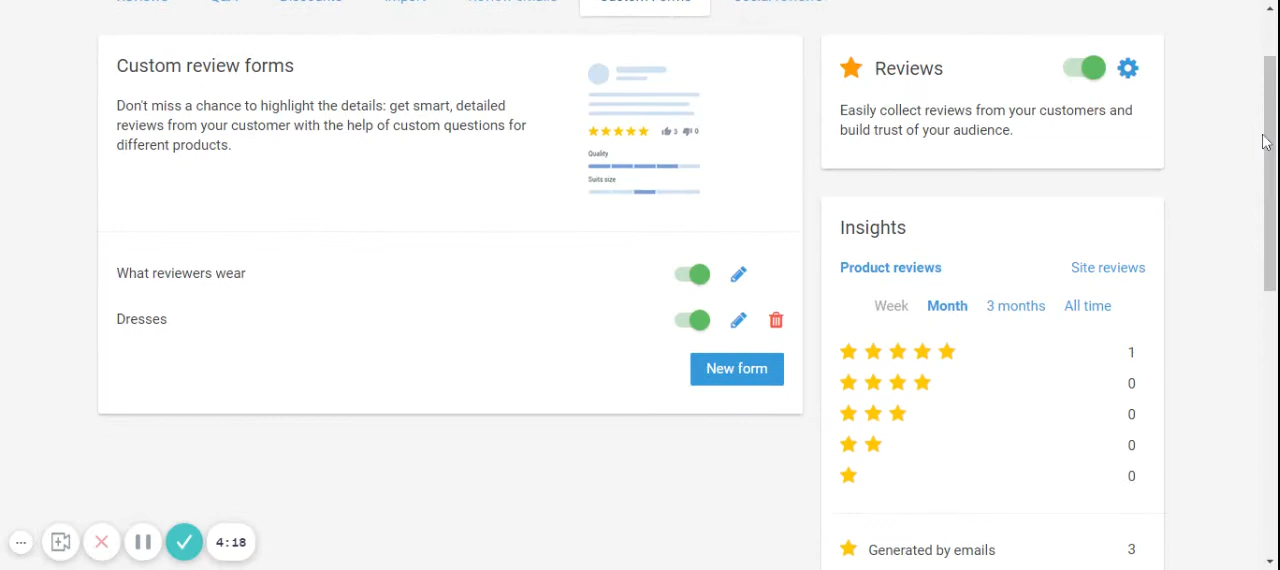 Custom review forms
Don't miss a chance to highlight the details: get smart, detailed
reviews from your customer with the help of custom questions for
different products.
3 0
Quality
Suits size
What reviewers wear
Dresses
New form
Reviews
Easily collect reviews from your customers and
build trust of your audience.
Insights
Product reviews Site reviews
Week Month 3 months All time
1
0
0
0
0
Generated by emails 3
4:18